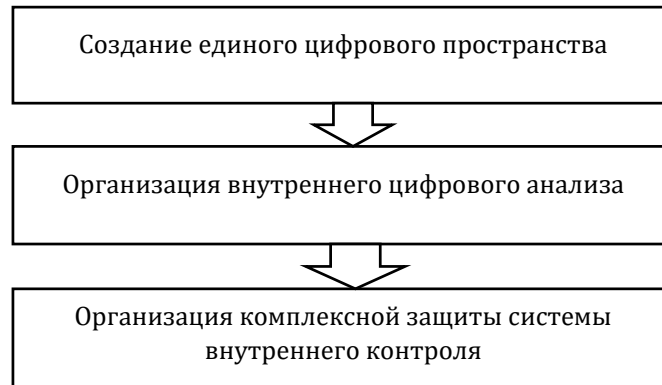 Создание единого цифрового пространства
Организация внутреннего цифрового анализа
Организация комплексной защиты системы
внутреннего контроля